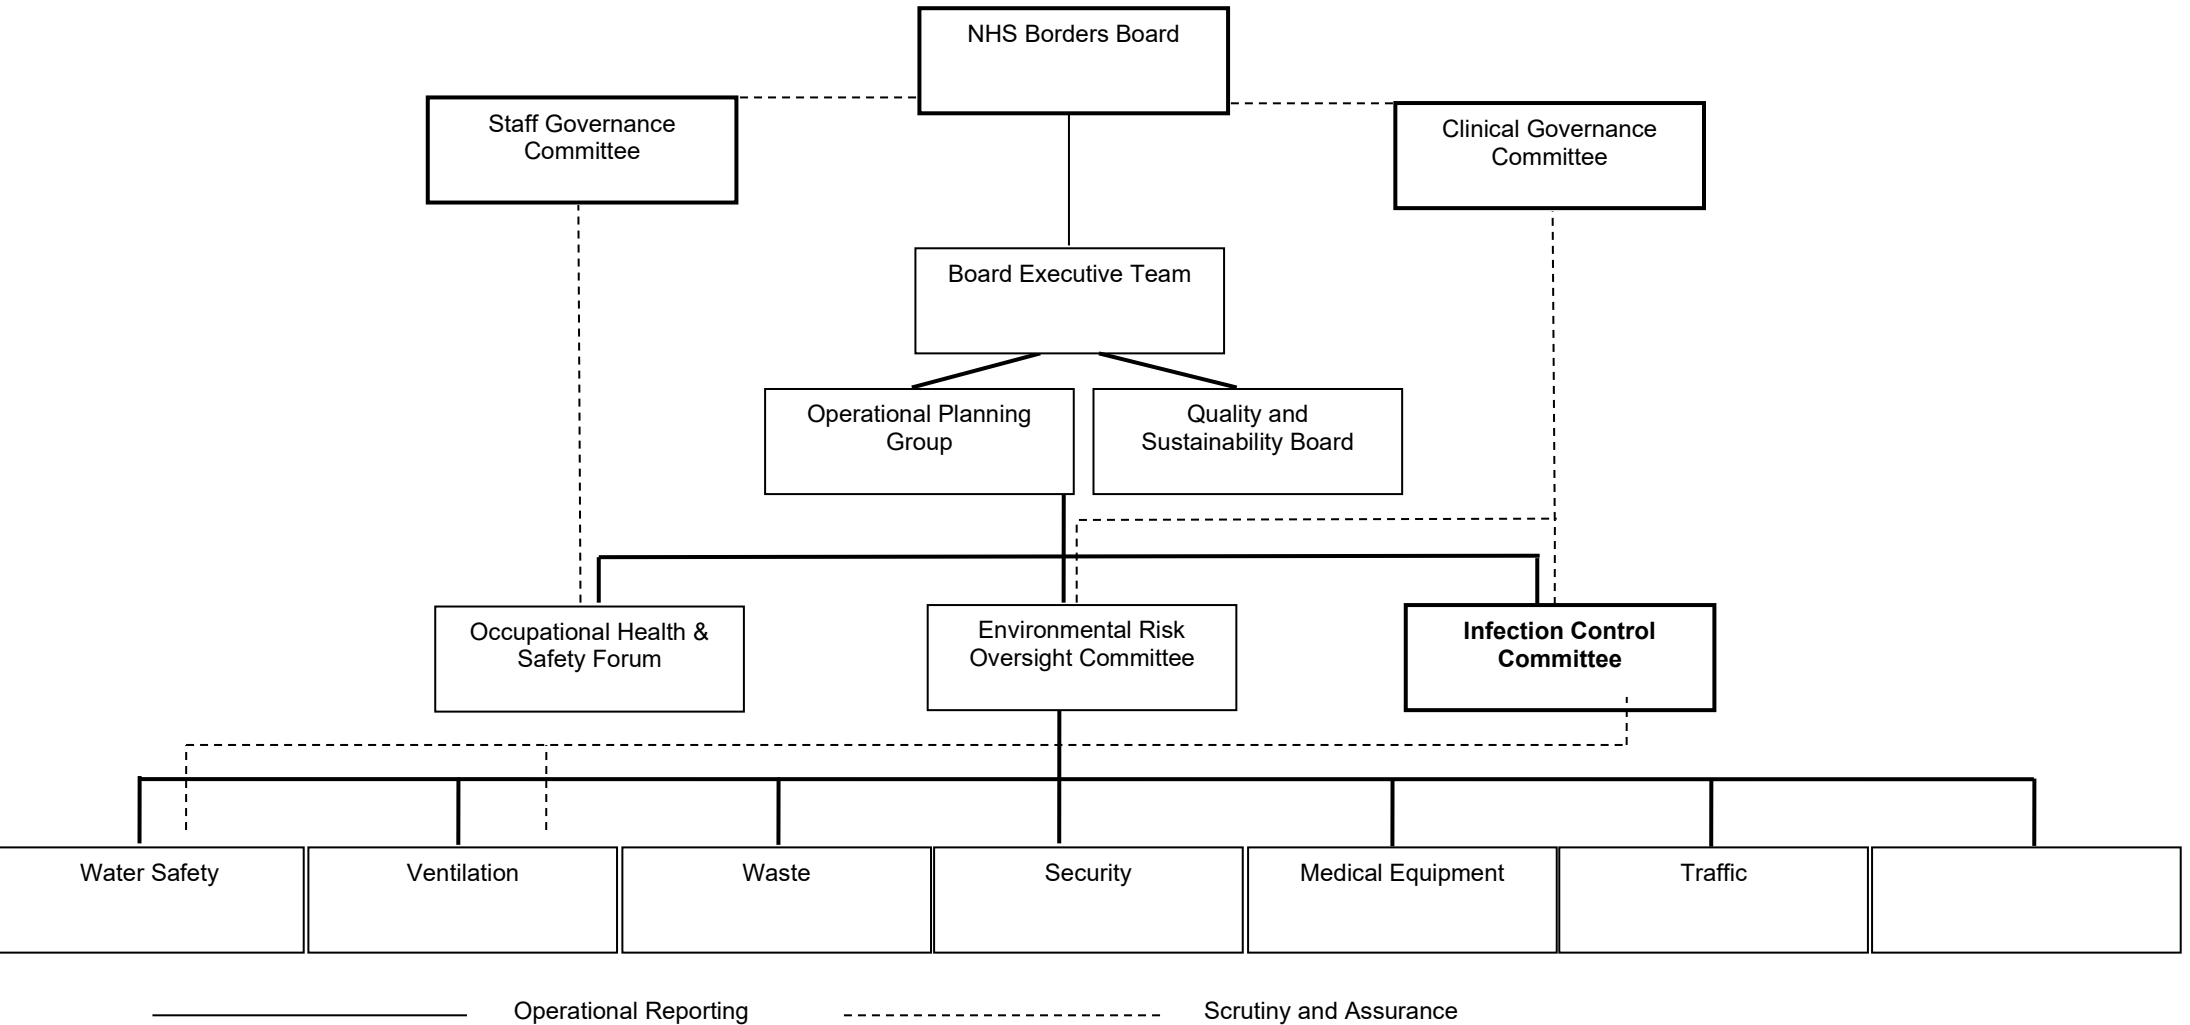 NHS Borders Board
Staff Governance
Committee
Clinical Governance
Committee
Board Executive Team
Operational Planning
Group
Quality and
Sustainability Board
Occupational Health &
Safety Forum
Environmental Risk
Oversight Committee
Infection Control
Committee
Water Safety
Ventilation
Waste
Security
Medical Equipment
Traffic
Operational Reporting
Scrutiny and Assurance